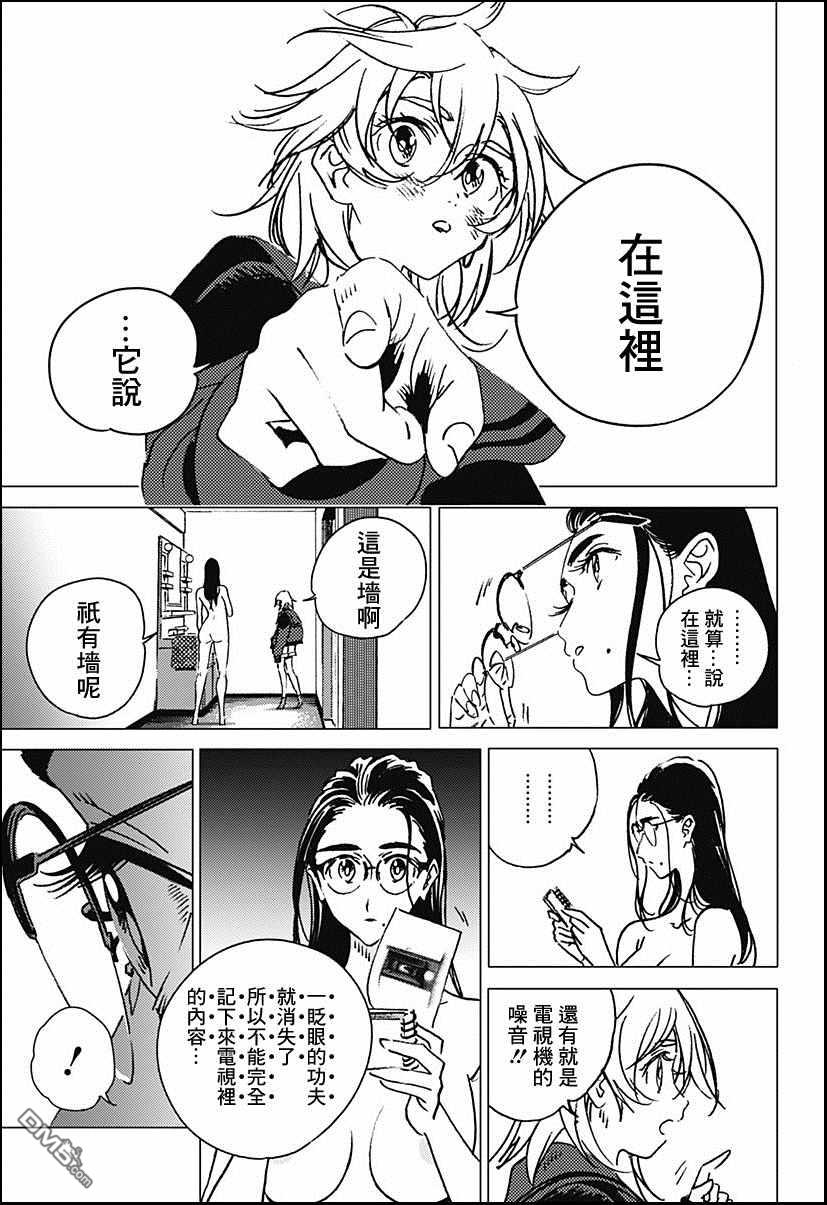 在這裡
…它說
………
就算…說
在這裡…
這是墻啊
祇有墻呢
……
還有就是
電視機的
噪音!!
一眨眼的功夫
就消失了
所以不能完全
記下來電視裡
的內容…
!
DM5.com